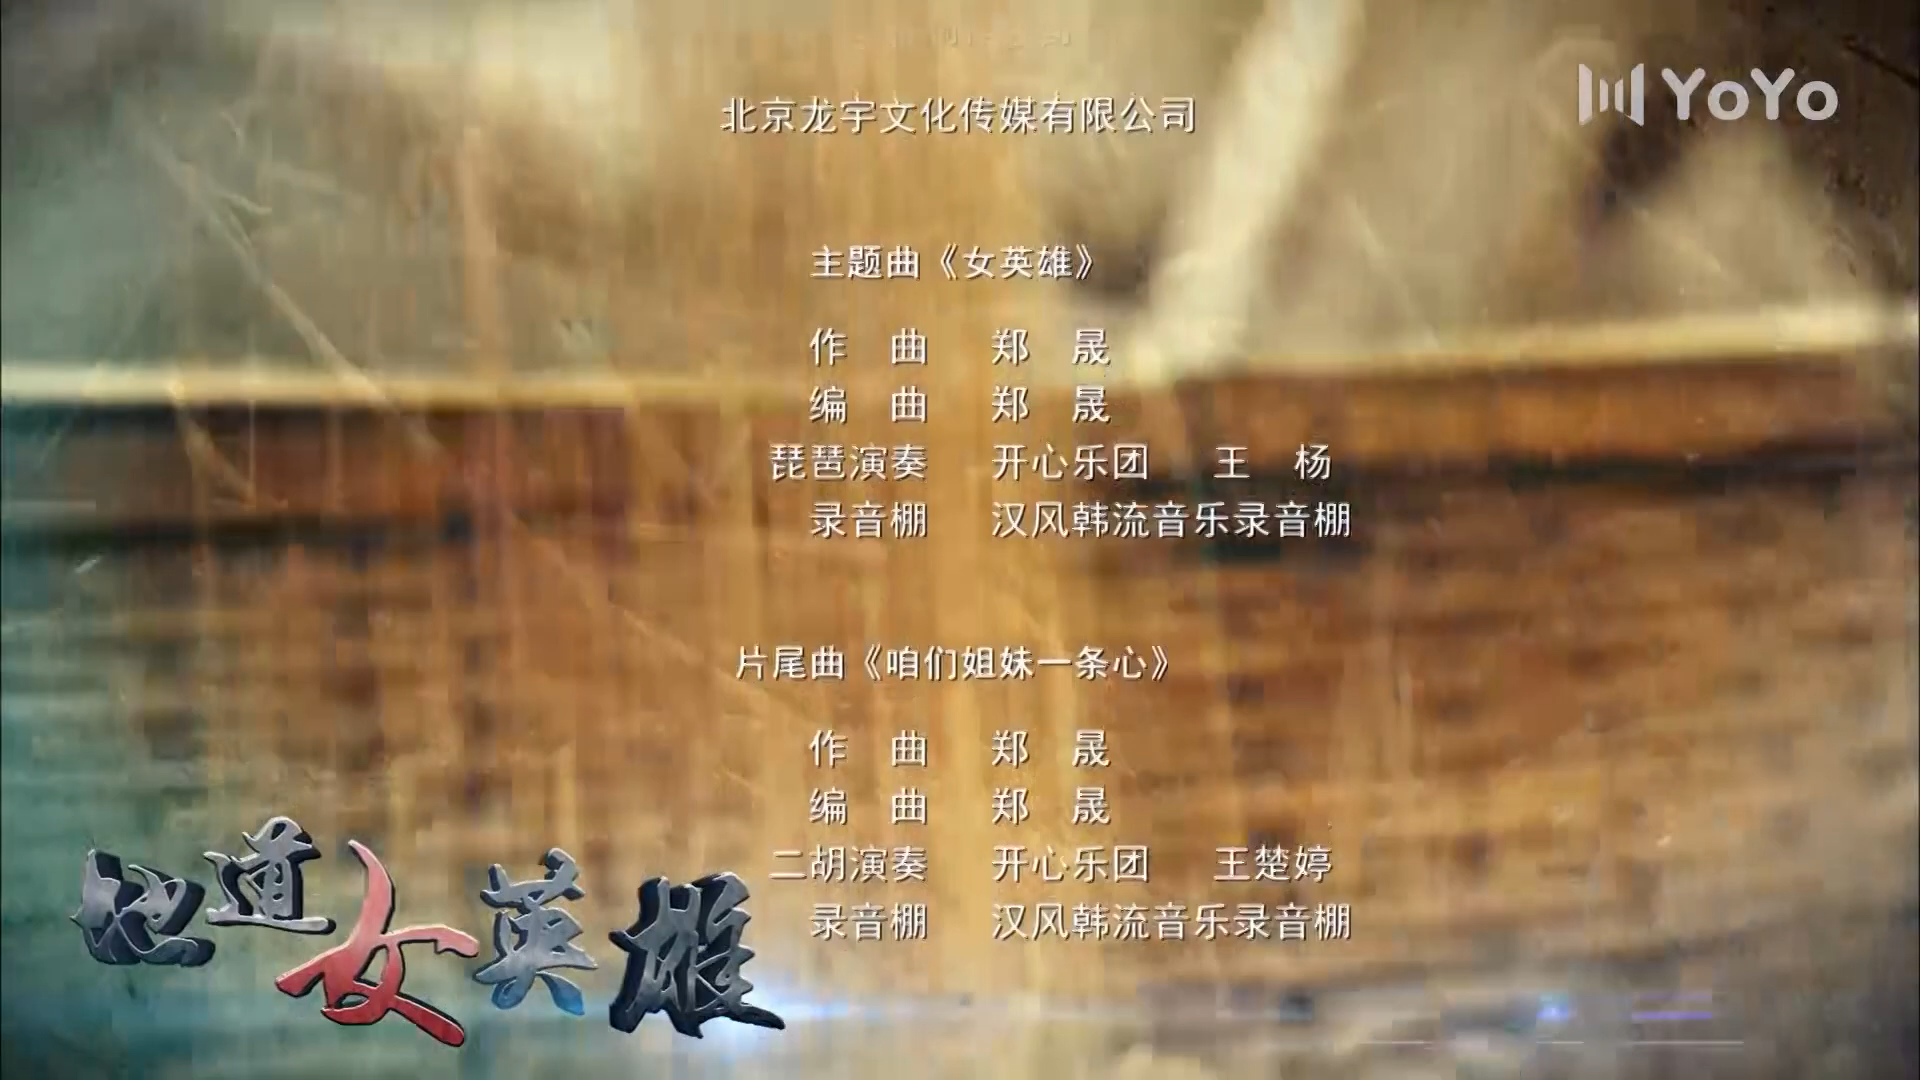 YoYo
北京龙宇文化传媒有限公司
主题曲《女英雄》
作 曲 郑 晟
编 曲 郑 晟
琵琶演奏 开心乐团 王 杨
录音棚 汉风韩流音乐录音棚
片尾曲《咱们姐妹一条心》
作 曲 郑 晟
编 曲 郑 晟
二胡演奏 开心乐团 王楚婷
录音棚 汉风韩流音乐录音棚
地道女英雄